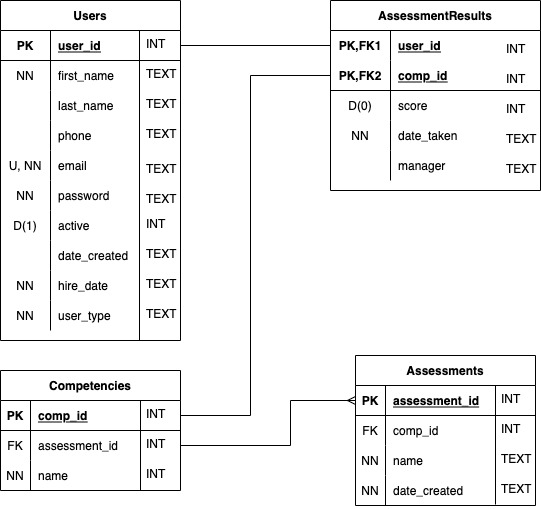 Users
PK user_id INT
NN first_name TEXT
last_name TEXT
phone TEXT
U, NN email TEXT
NN password TEXT
D(1) active INT
date_created TEXT
NN hire_date TEXT
NN user_type TEXT
AssessmentResults
PK,FK1 user_id INT
PK,FK2 comp_id INT
D(0) score INT
NN date_taken TEXT
manager TEXT
Competencies
PK comp_id INT
FK assessment_id INT
NN name INT
Assessments
PK assessment_id INT
FK comp_id INT
NN name TEXT
NN date_created TEXT